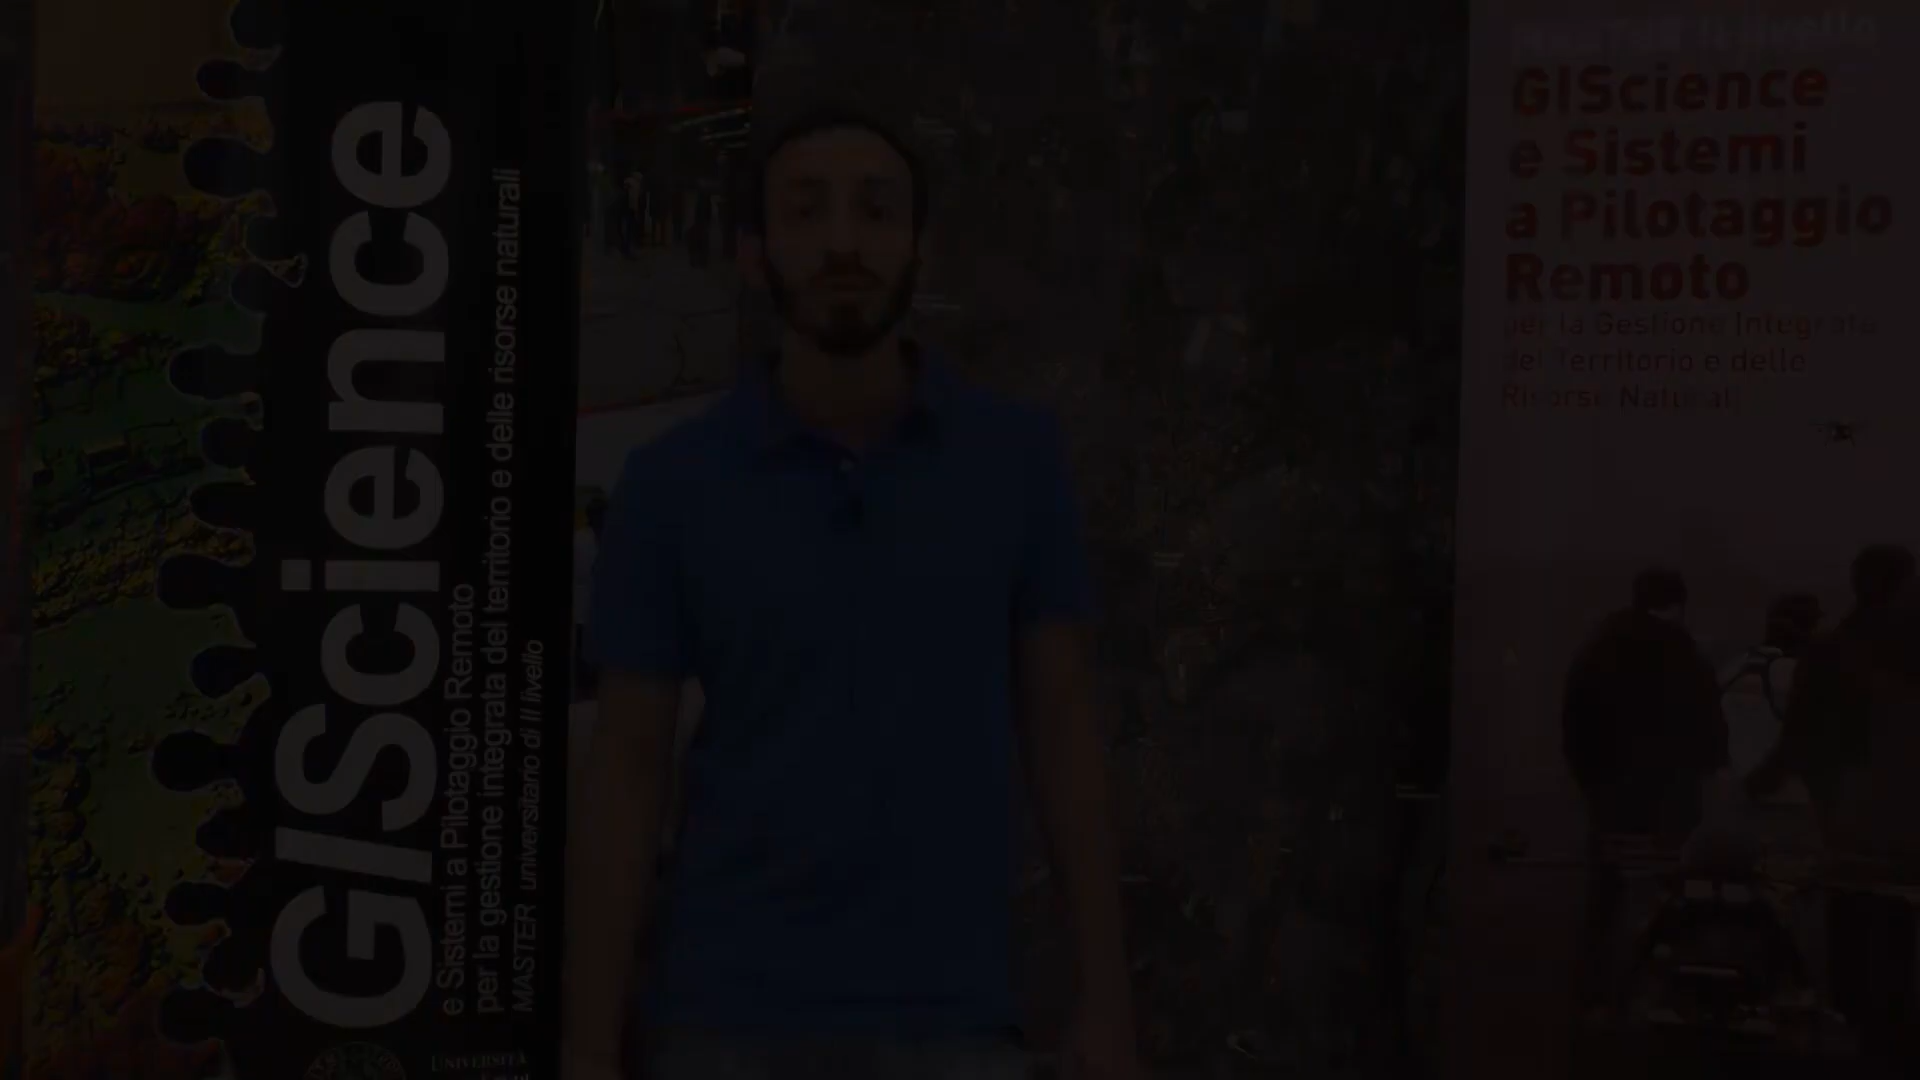 GIScience
e Sistemi a Pilotaggio Remoto
per la gestione integrata del territorio e delle risorse naturali
MASTER universitario di II livello
UNIVERSITÀ
GIScience
e Sistemi
a Pilotaggio
Remoto
per la Gestione Integrata
del Territorio e delle
Risorse Naturali